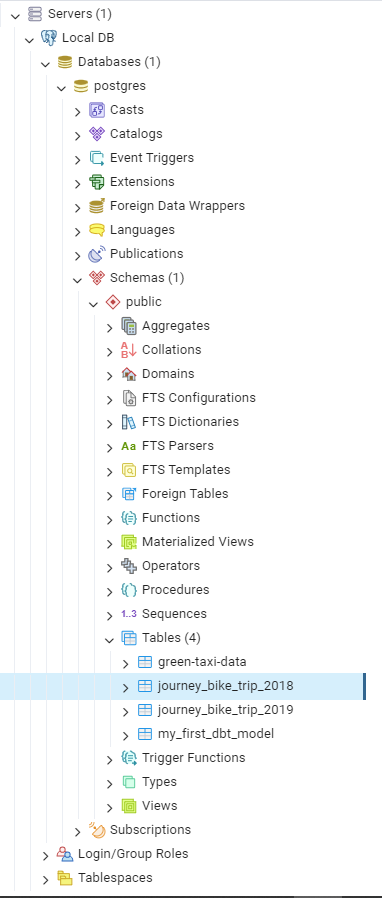 Servers (1)
Local DB
Databases (1)
postgres
Casts
Catalogs
Event Triggers
Extensions
Foreign Data Wrappers
Languages
Publications
Schemas (1)
public
Aggregates
Collations
Domains
FTS Configurations
FTS Dictionaries
Aa FTS Parsers
FTS Templates
Foreign Tables
Functions
Materialized Views
Operators
Procedures
1..3 Sequences
Tables (4)
green-taxi-data
journey_bike_trip_2018
journey_bike_trip_2019
my_first_dbt_model
Trigger Functions
Types
Views
Subscriptions
Login/Group Roles
Tablespaces